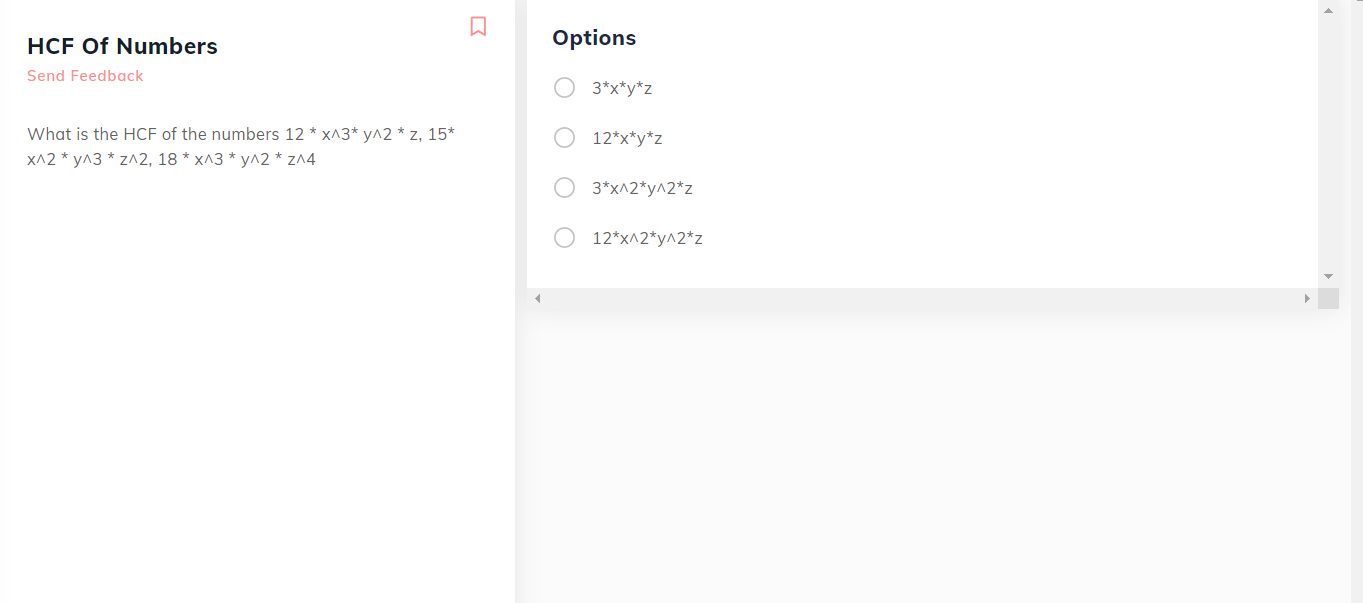 HCF Of Numbers
Send Feedback
What is the HCF of the numbers 12 * x^3* y^2 * z, 15*
x^2 * y^3 * z^2, 18 * x^3 * y^2 * z^4
Options
3*x*y*z
12*x*y*z
3*x^2*y^2*z
12*x^2*y^2*z